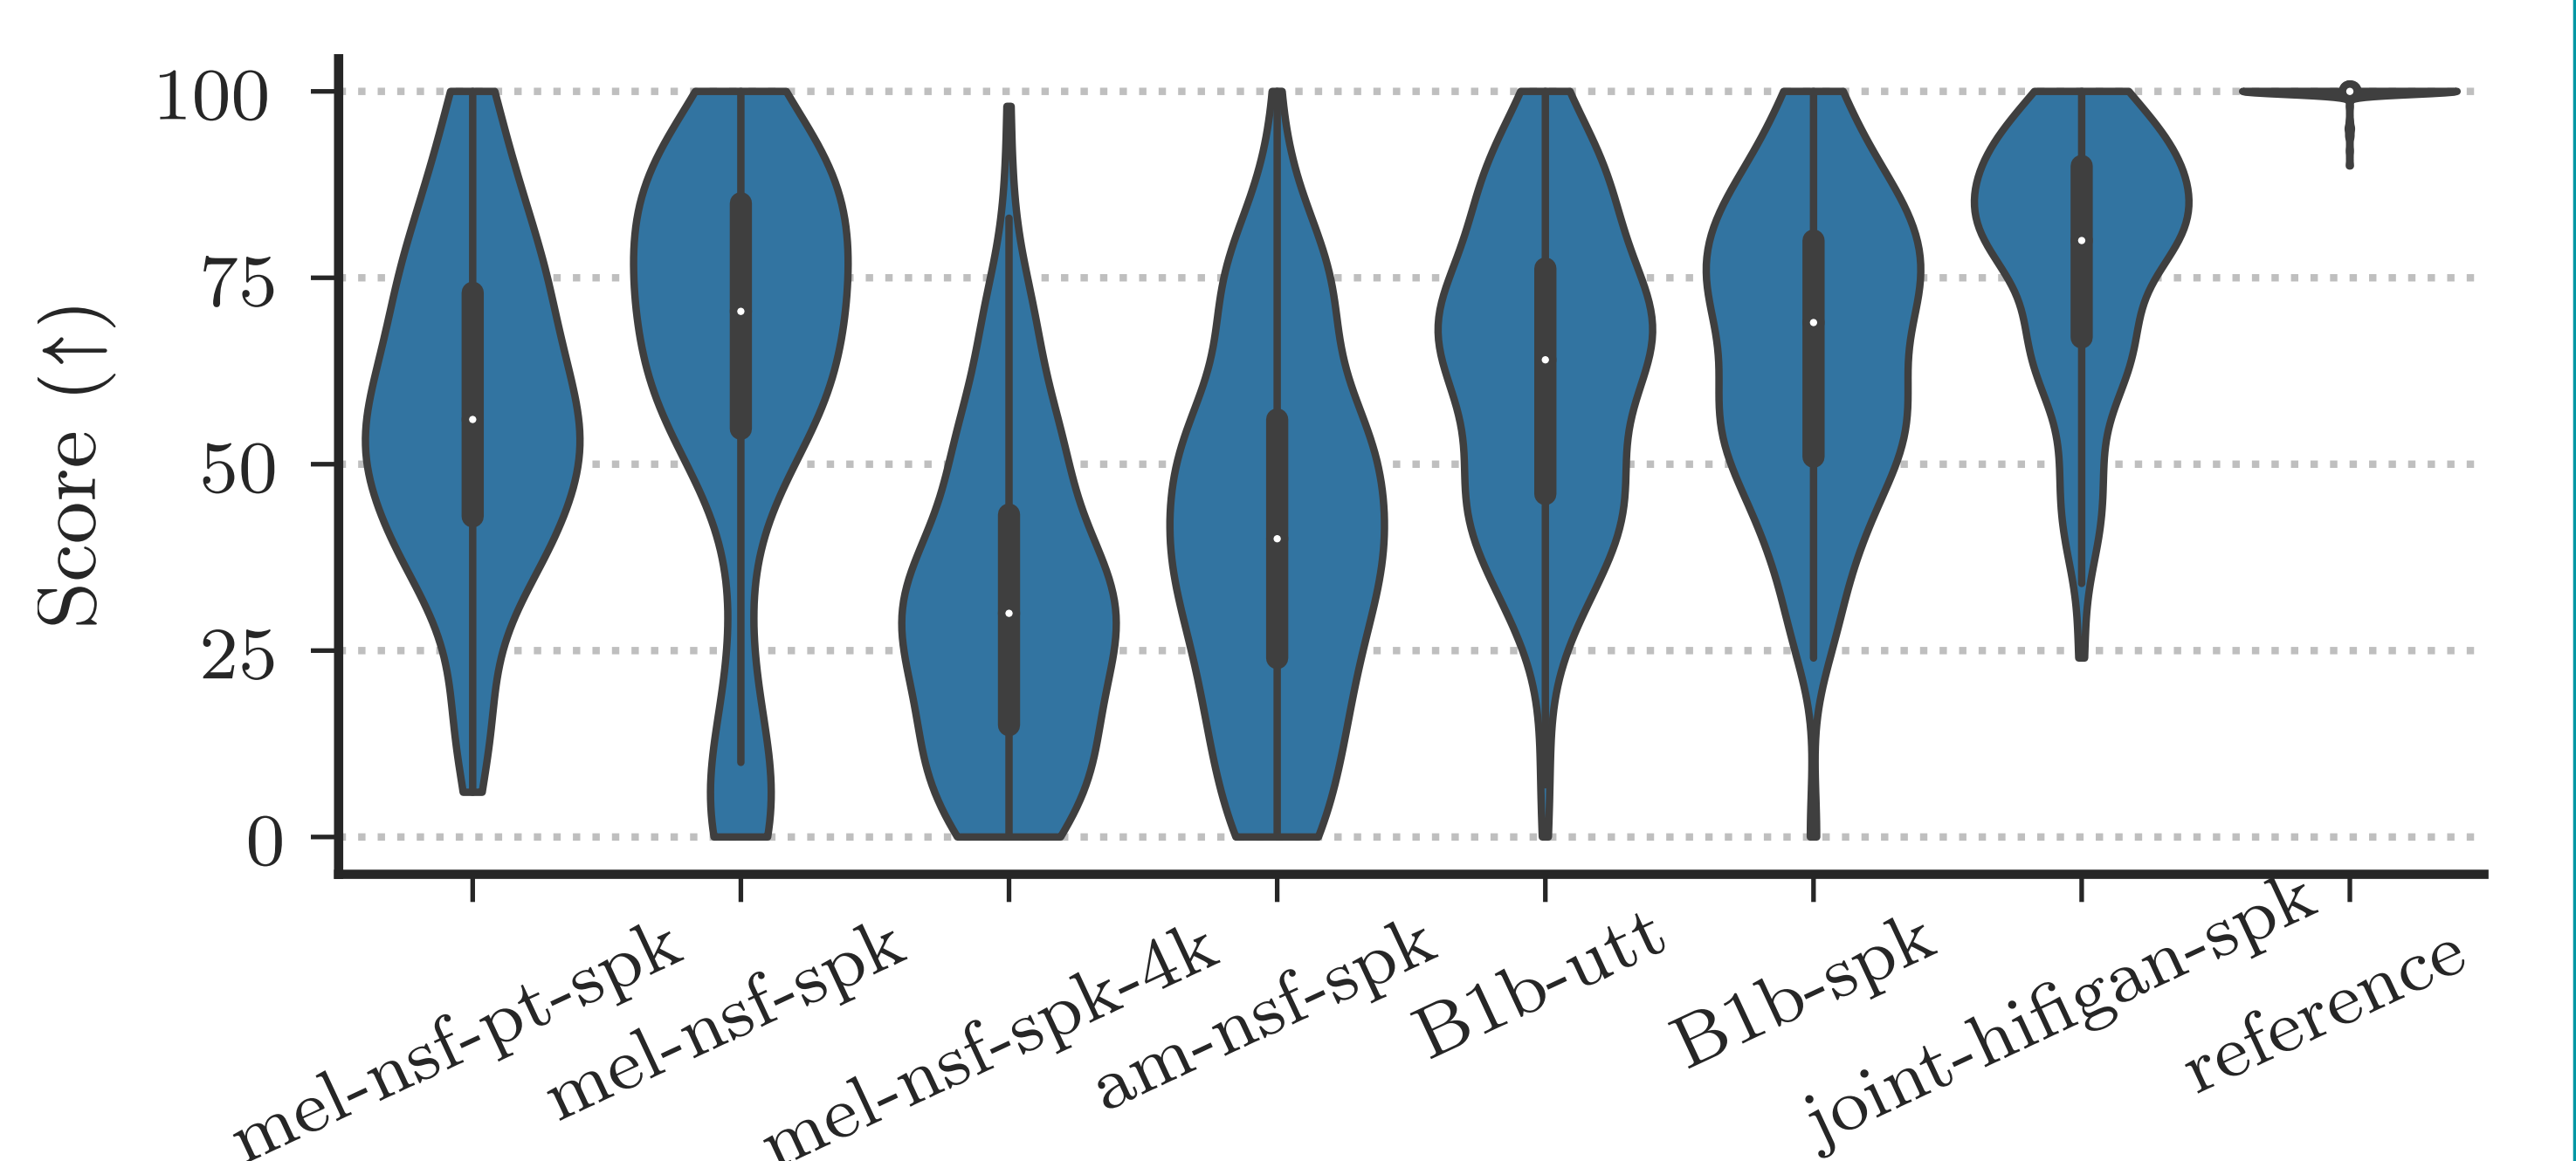 Score (↑)
100
75
50
25
0
mel-nsf-pt-spk
mel-nsf-spk
mel-nsf-spk-4k
am-nsf-spk
B1b-utt
B1b-spk
joint-hifigan-spk
reference